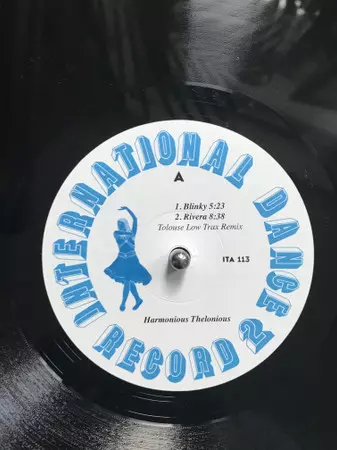 INTERNATIONAL DANCE
RECORD 2
A
1. Blinky 5:23
2. Rivera 8:38
Tolouse Low Trax Remix
ITA 113
Harmonious Thelonious